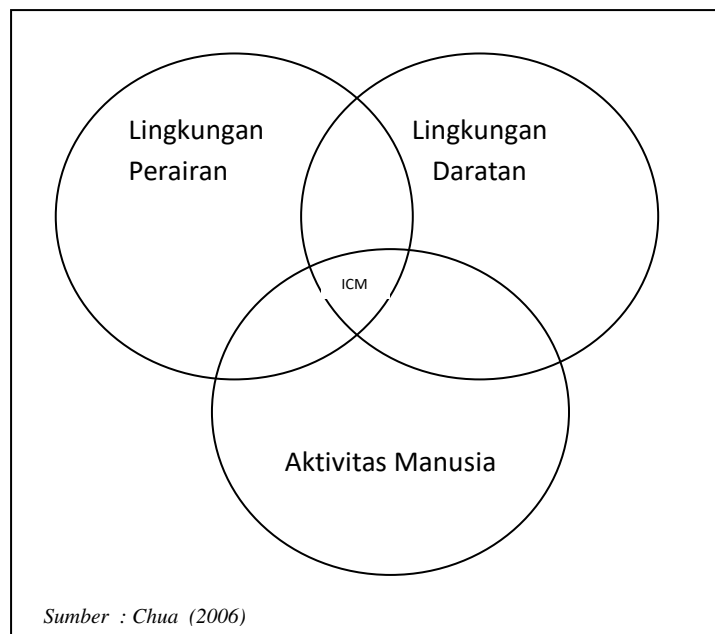 Lingkungan
Perairan
Lingkungan
Daratan
ICM
Aktivitas Manusia
Sumber : Chua (2006)